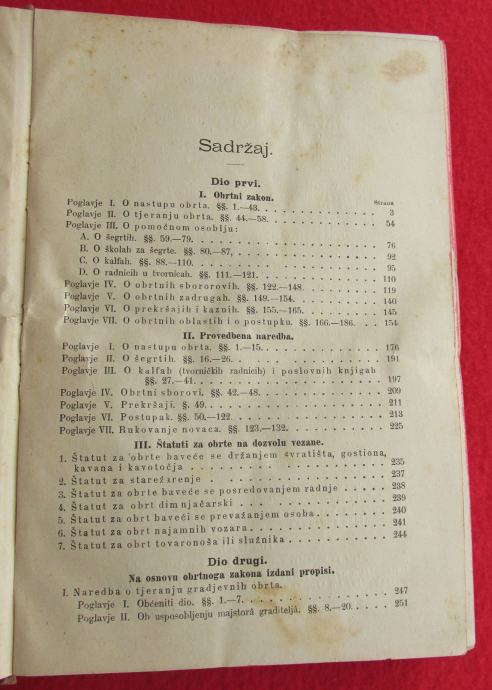 Sadržaj.
Dio prvi.
I. Obrtni zakon.
Strana
Poglavje I. O nastupu obrta. §§. 1.—43. 3
Poglavje II. O tjeranju obrta. §§. 44.—58. 54
Poglavje III. O pomoćnom osoblju:
A. O šegrtih. §§. 59.—79. 76
B. O školah za šegrte. §§. 80.—87, 92
C. O kalfah. §§. 88.—110. 95
D. O radnicih u tvornicah. §§. 111.—121. 110
Poglavje IV. O obrtnih sbororovih. §§. 122.—148. 119
Poglavje V. O obrtnih zadrugah. §§. 149.—154. 140
Poglavje VI. O prekršajih i kaznih. §§. 155.—165. 145
Poglavje VII. O obrtnih oblastih i o postupku. §§. 166.—186. 154
II. Provedbena naredba.
Poglavje I. O nastupu obrta. §§. 1.—15. 176
Poglavje II. O šegrtih. §§. 16.—26. 191
Poglavje III. O kalfah (tvorničkih radnicih) i poslovnih knjigah
§§. 27.—41. 197
Poglavje IV. Obrtni sborovi. §§. 42.—48. 209
Poglavje V. Prekršaji. §. 49. 211
Poglavje VI. Postupak. §§. 50.—122. 213
Poglavje VII. Rukovanje novaca. §§. 123.—132. 225
III. Štatuti za obrte na dozvolu vezane.
1. Štatut za obrte baveće se držanjem svratišta, gostiona,
kavana i kavotočja 235
2. Štatut za starežarenje 237
3. Štatut za obrte baveće se posredovanjem radnje 238
4. Štatut za obrt dimnjačarski 239
5. Štatut za obrt baveći se prevažanjem osoba 240
6. Štatut za obrt najamnih vozara 241
7. Štatut za obrt tovaronoša ili služnika 244
Dio drugi.
Na osnovu obrtnoga zakona izdani propisi.
I. Naredba o tjeranju gradjevnih obrta.
Poglavje I. Obćeniti dio. §§. 1.—7. 247
Poglavje II. Ob usposobljenju majstorâ graditeljâ. §§. 8,—20. 251